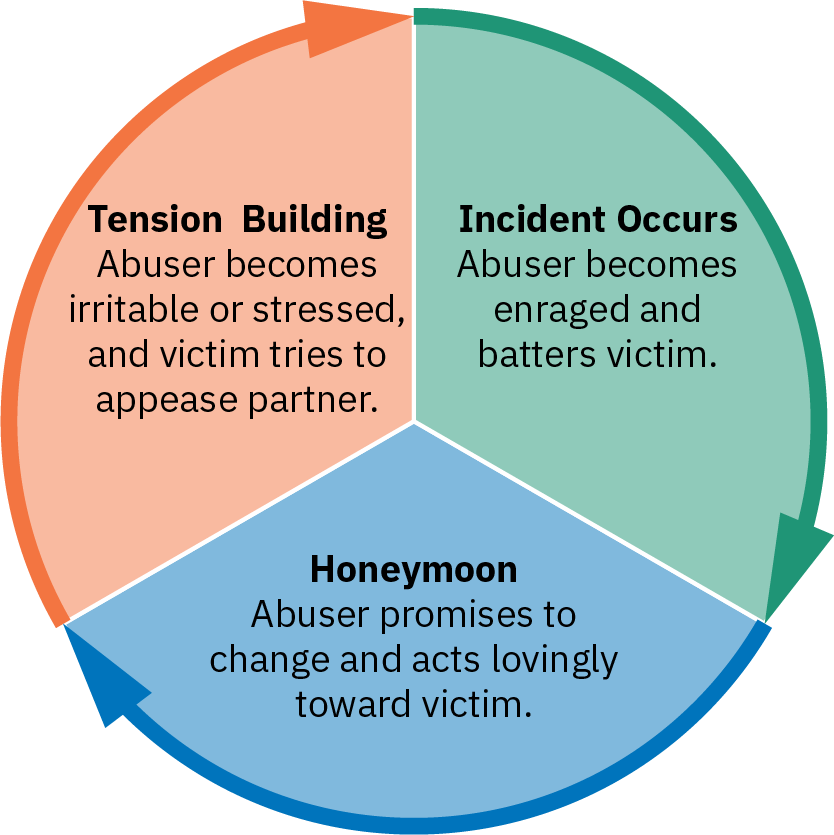 Tension Building
Abuser becomes
irritable or stressed,
and victim tries to
appease partner.
Incident Occurs
Abuser becomes
enraged and
batters victim.
Honeymoon
Abuser promises to
change and acts lovingly
toward victim.